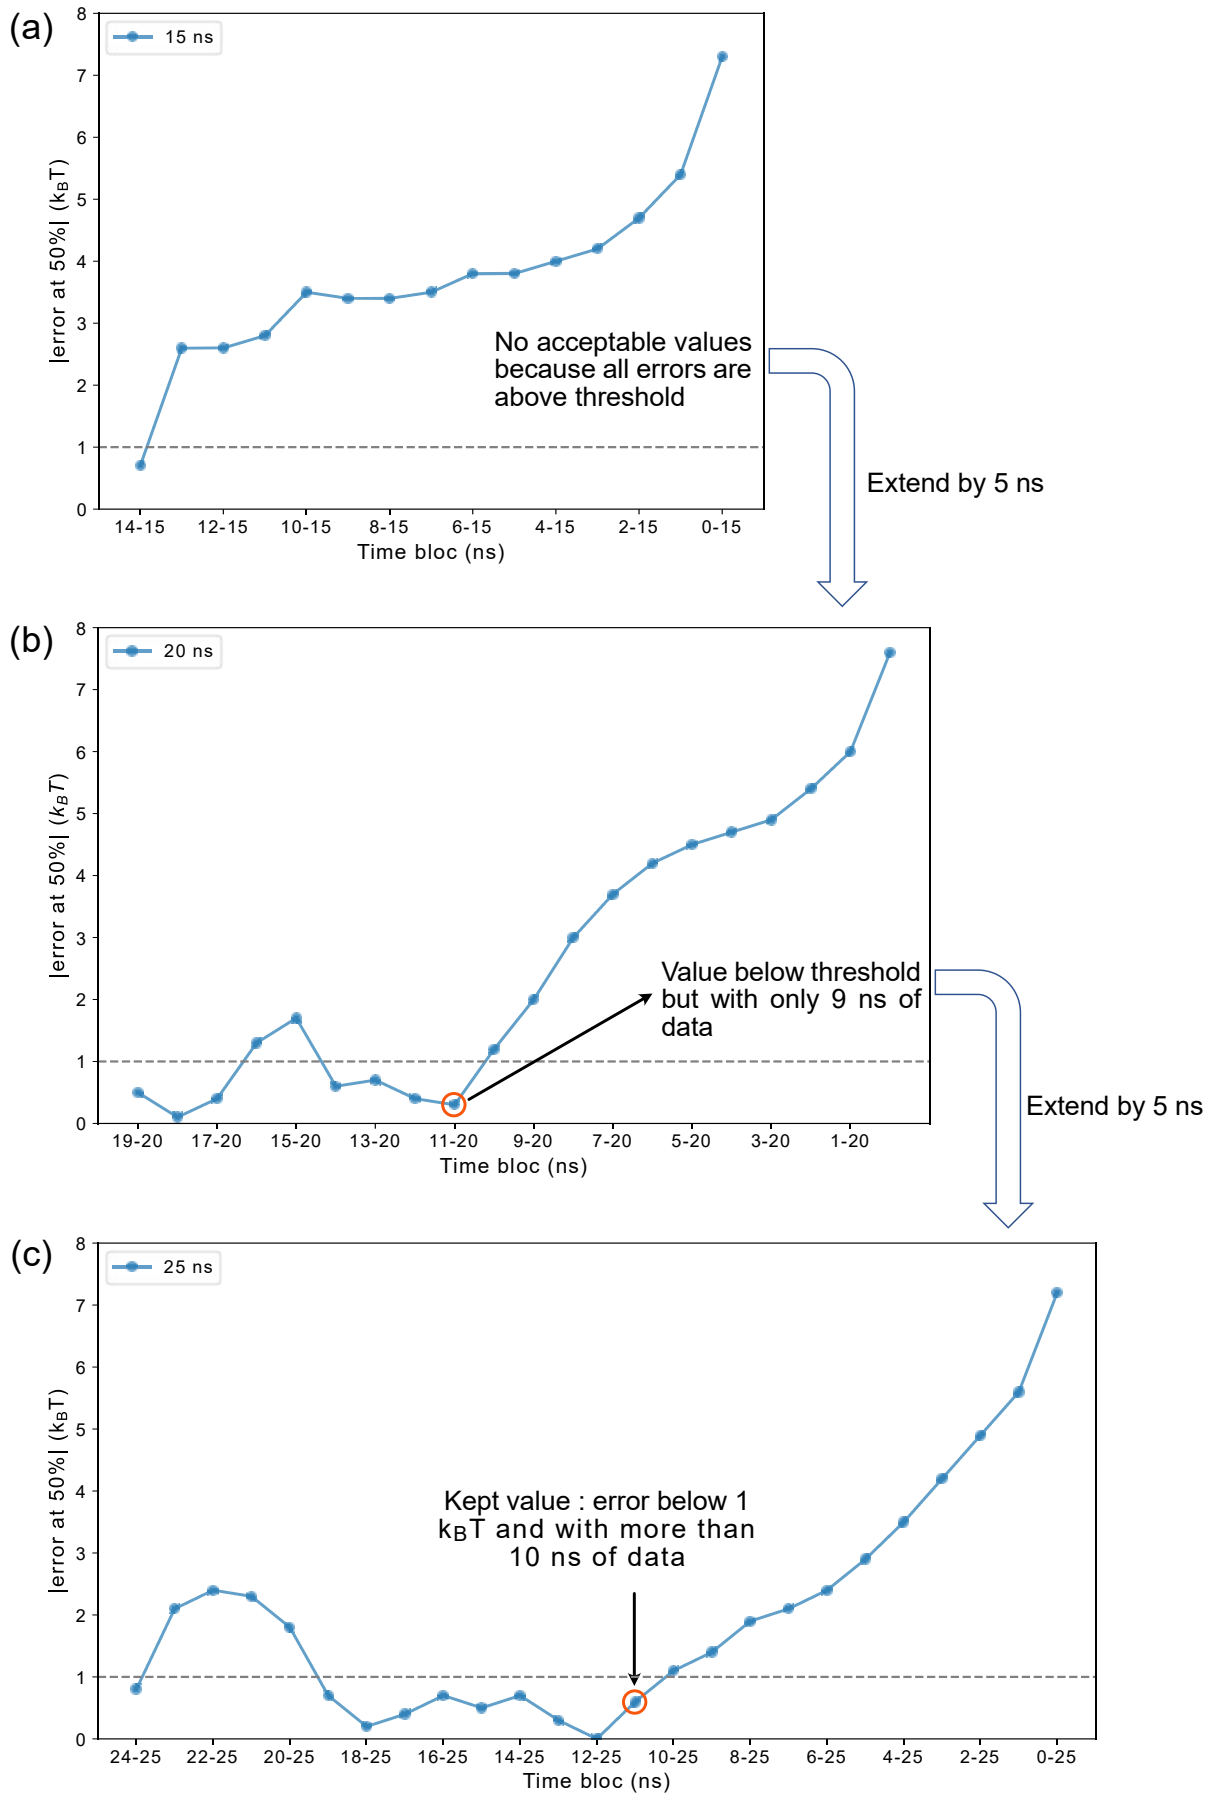 (a)
15 ns
8
7
6
5
4
3
2
1
0
|error at 50%| (kBT)
No acceptable values
because all errors are
above threshold
14-15 12-15 10-15 8-15 6-15 4-15 2-15 0-15
Time bloc (ns)
Extend by 5 ns
(b)
20 ns
8
7
6
5
4
3
2
1
0
|error at 50%| (kBT)
Value below threshold
but with only 9 ns of
data
19-20 17-20 15-20 13-20 11-20 9-20 7-20 5-20 3-20 1-20
Time bloc (ns)
Extend by 5 ns
(c)
25 ns
8
7
6
5
4
3
2
1
0
|error at 50%| (kBT)
Kept value : error below 1
kBT and with more than
10 ns of data
24-25 22-25 20-25 18-25 16-25 14-25 12-25 10-25 8-25 6-25 4-25 2-25 0-25
Time bloc (ns)